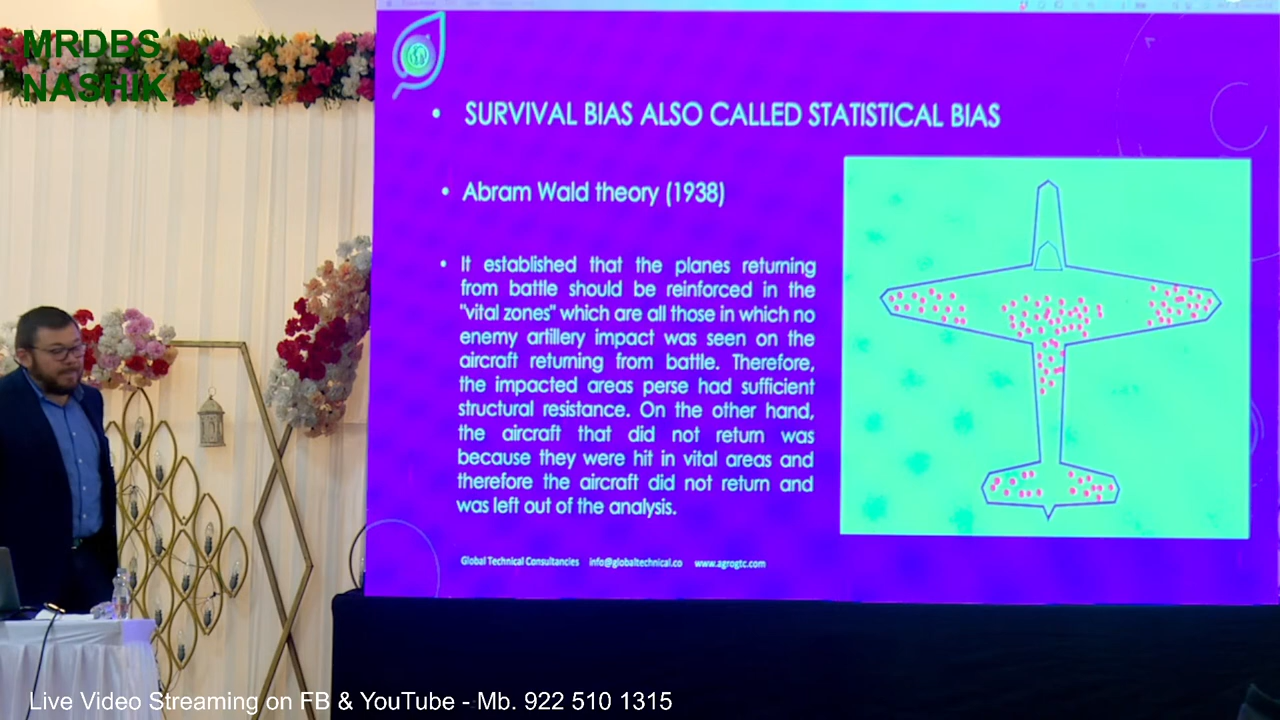 MRDBS
NASHIK
• SURVIVAL BIAS ALSO CALLED STATISTICAL BIAS
• Abram Wald theory (1938)
• It established that the planes returning
from battle should be reinforced in the
"vital zones" which are all those in which no
enemy artillery impact was seen on the
aircraft returning from battle. Therefore,
the impacted areas perse had sufficient
structural resistance. On the other hand,
the aircraft that did not return was
because they were hit in vital areas and
therefore the aircraft did not return and
was left out of the analysis.
Global Technical Consultancies info@globaltechnical.co www.agrogtc.com
Live Video Streaming on FB & YouTube - Mb. 922 510 1315